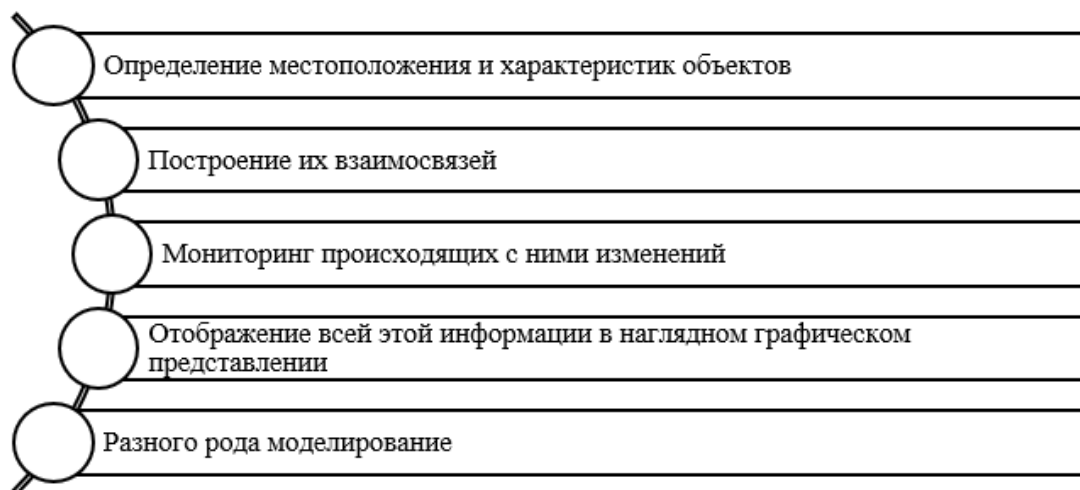 Определение местоположения и характеристик объектов
Построение их взаимосвязей
Мониторинг происходящих с ними изменений
Отображение всей этой информации в наглядном графическом
представлении
Разного рода моделирование